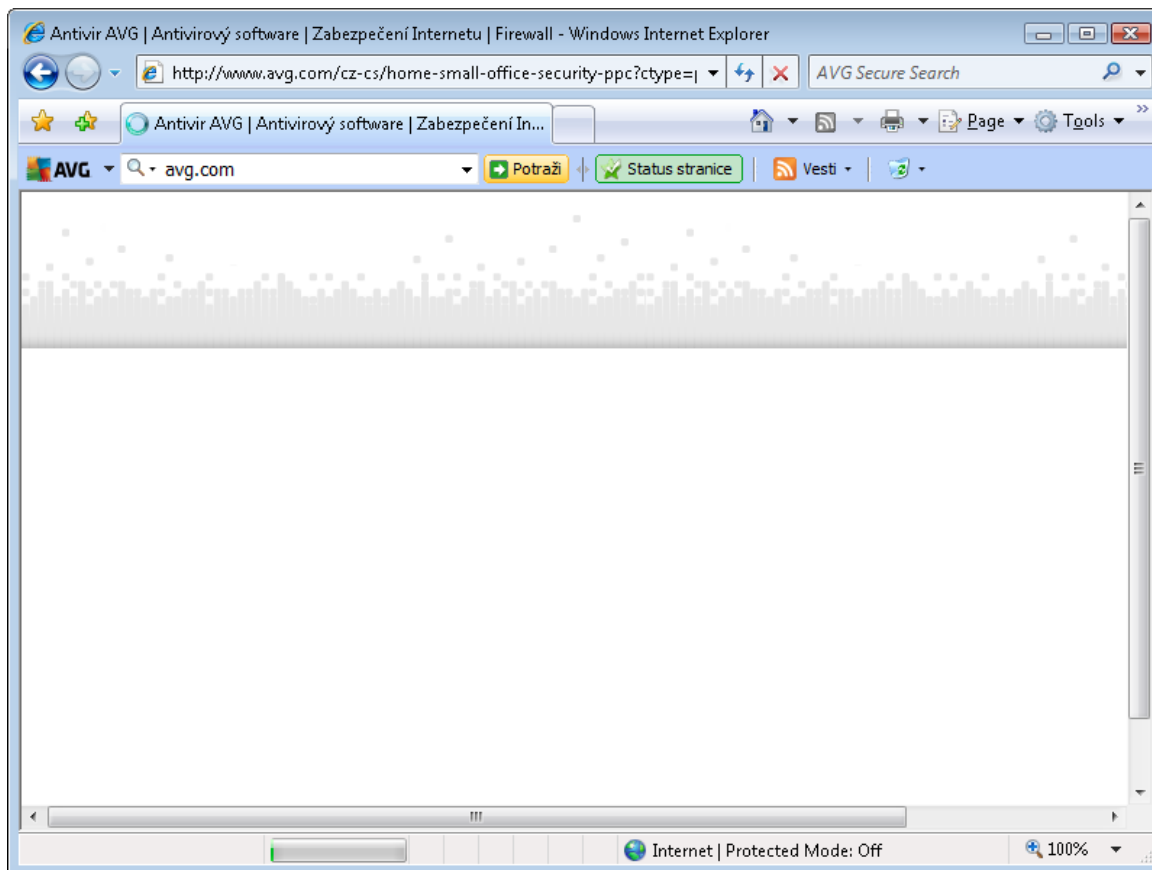 Antivir AVG | Antivirový software | Zabezpečení Internetu | Firewall - Windows Internet Explorer
http://www.avg.com/cz-cs/home-small-office-security-ppc?ctype=p
AVG Secure Search
Antivir AVG | Antivirový software | Zabezpečení In...
Page
Tools
AVG
avg.com
Potraži
Status stranice
Vesti
Internet | Protected Mode: Off
100%